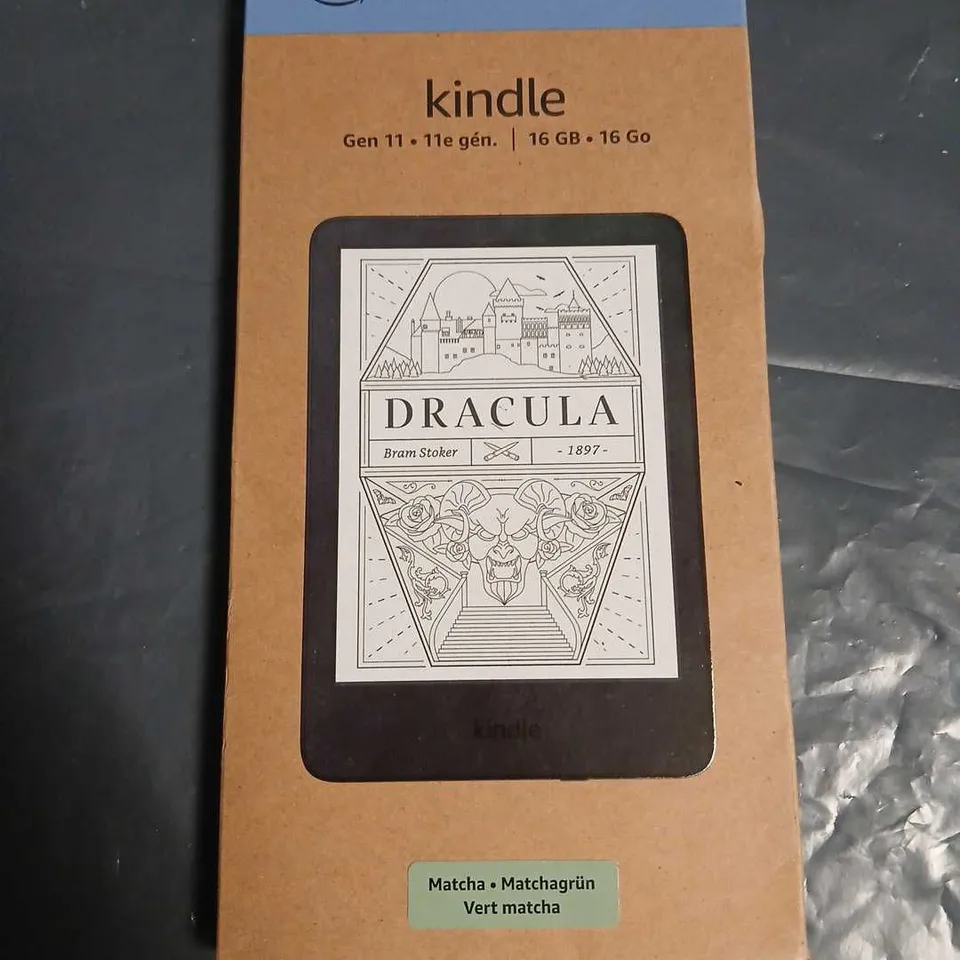 kindle
Gen 11 • 11e gén. | 16 GB • 16 Go
DRACULA
Bram Stoker
- 1897 -
kindle
Matcha • Matchagrün
Vert matcha